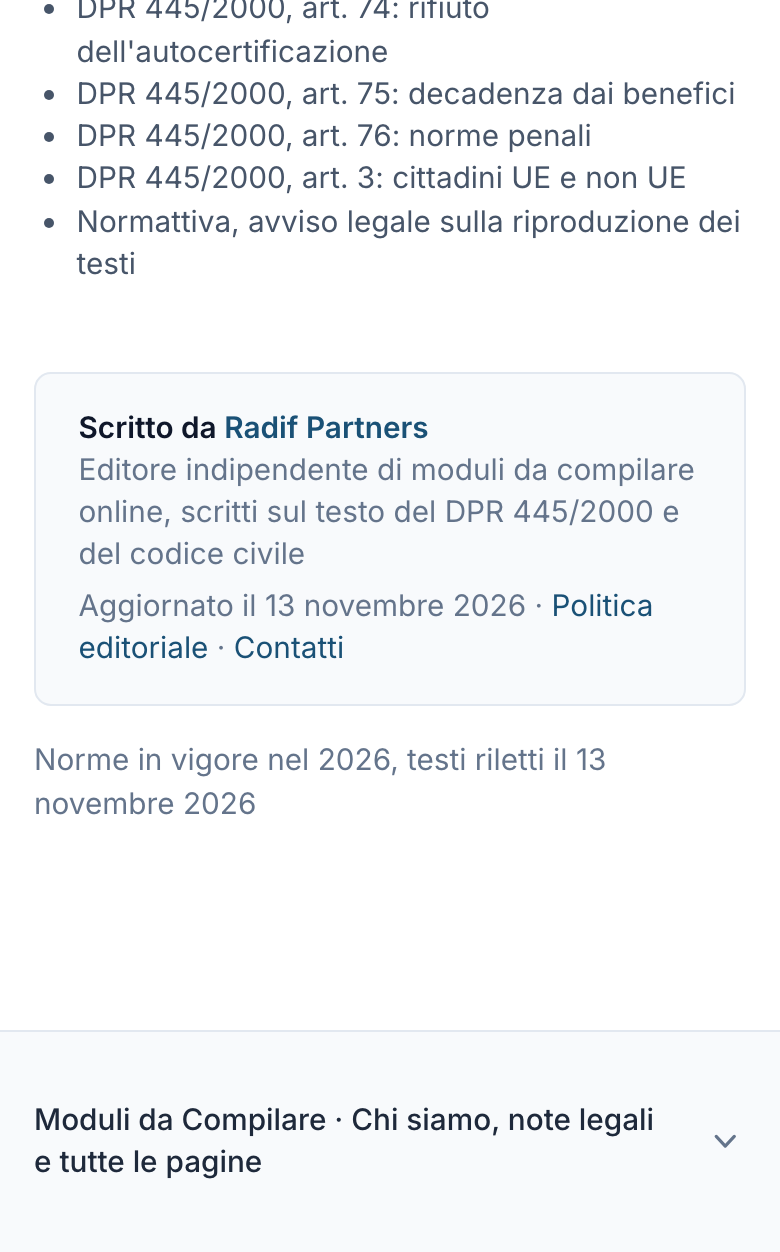 DPR 445/2000, art. 74: rifiuto
dell'autocertificazione
DPR 445/2000, art. 75: decadenza dai benefici
DPR 445/2000, art. 76: norme penali
DPR 445/2000, art. 3: cittadini UE e non UE
Normattiva, avviso legale sulla riproduzione dei
testi
Scritto da Radif Partners
Editore indipendente di moduli da compilare
online, scritti sul testo del DPR 445/2000 e
del codice civile
Aggiornato il 13 novembre 2026 · Politica
editoriale · Contatti
Norme in vigore nel 2026, testi riletti il 13
novembre 2026
Moduli da Compilare · Chi siamo, note legali
e tutte le pagine